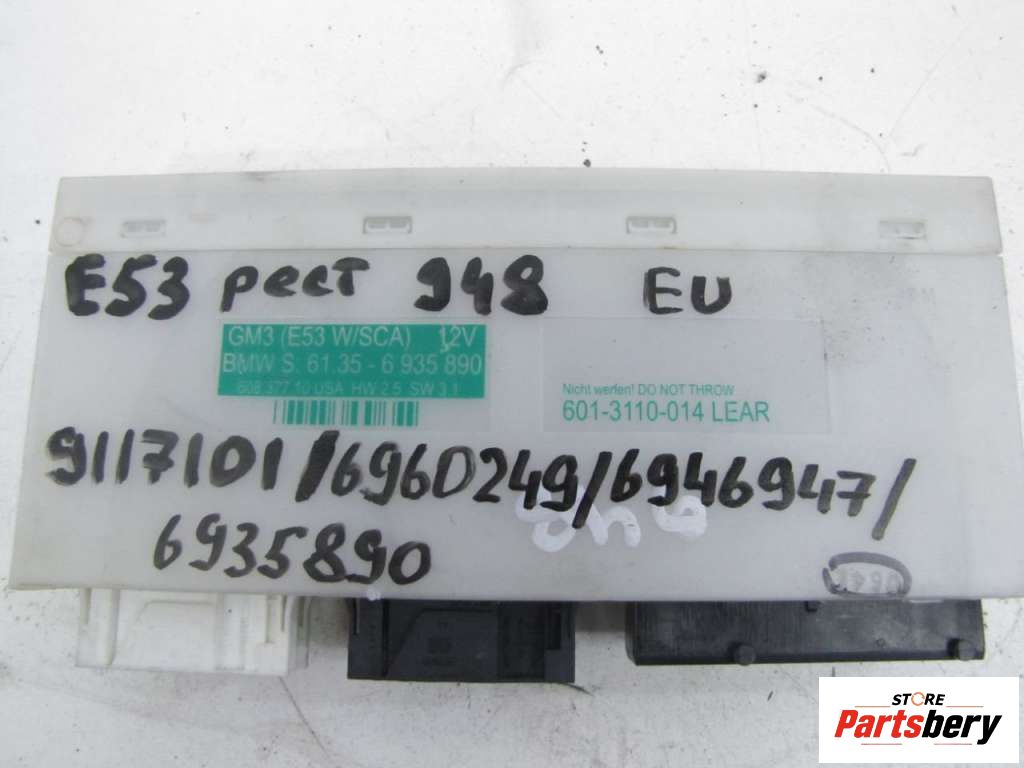 E53 рест 948 EU
GM3 (E53 W/SCA) 12V
BMW S: 61.35 - 6 935 890
608.377.10 USA HW 2.5 SW 3.1
Nicht werfen! DO NOT THROW
601-3110-014 LEAR
9117101/6960249/6946947/
948
6935890
STORE
Partsbery